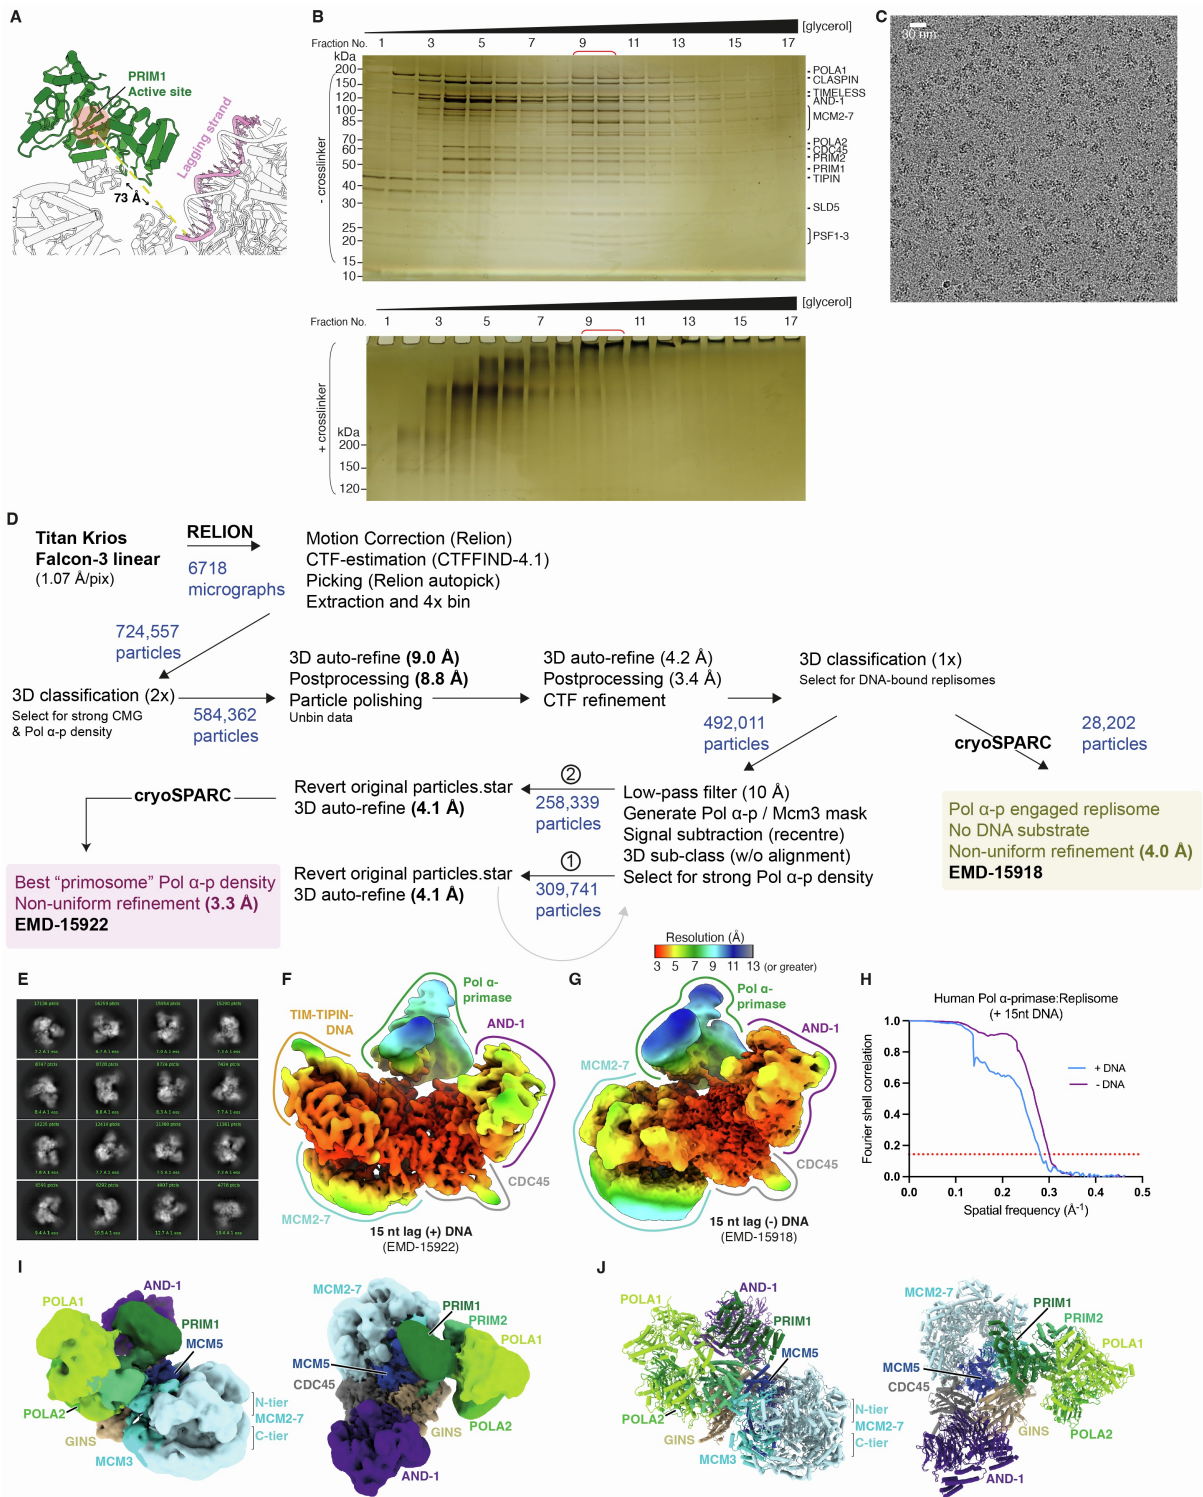 A
PRIM1
Active site
Lagging strand
73 Å
B
[glycerol]
Fraction No. 1 3 5 7 9 11 13 15 17
kDa
200
150
120
100
85
70
60
50
40
30
25
20
15
10
- crosslinker
POLA1
CLASPIN
TIMELESS
AND-1
MCM2-7
POLA2
CDC45
PRIM2
PRIM1
TIPIN
SLD5
PSF1-3
[glycerol]
Fraction No. 1 3 5 7 9 11 13 15 17
+ crosslinker
kDa
200
150
120
C
30 nm
D
Titan Krios
Falcon-3 linear
(1.07 Å/pix)
RELION
6718
micrographs
Motion Correction (Relion)
CTF-estimation (CTFFIND-4.1)
Picking (Relion autopick)
Extraction and 4x bin
724,557
particles
3D classification (2x)
Select for strong CMG
& Pol α-p density
584,362
particles
3D auto-refine (9.0 Å)
Postprocessing (8.8 Å)
Particle polishing
Unbin data
3D auto-refine (4.2 Å)
Postprocessing (3.4 Å)
CTF refinement
3D classification (1x)
Select for DNA-bound replisomes
492,011
particles
cryoSPARC
28,202
particles
Low-pass filter (10 Å)
Generate Pol α-p / Mcm3 mask
Signal subtraction (recentre)
3D sub-class (w/o alignment)
Select for strong Pol α-p density
2
258,339
particles
Revert original particles.star
3D auto-refine (4.1 Å)
1
309,741
particles
Revert original particles.star
3D auto-refine (4.1 Å)
cryoSPARC
Best “primosome” Pol α-p density
Non-uniform refinement (3.3 Å)
EMD-15922
Pol α-p engaged replisome
No DNA substrate
Non-uniform refinement (4.0 Å)
EMD-15918
Resolution (Å)
3 5 7 9 11 13 (or greater)
E
F
Pol α-
primase
TIM-TIPIN-
DNA
AND-1
CDC45
MCM2-7
15 nt lag (+) DNA
(EMD-15922)
G
Pol α-
primase
AND-1
MCM2-7
CDC45
15 nt lag (-) DNA
(EMD-15918)
H
Human Pol α-primase:Replisome
(+ 15nt DNA)
Fourier shell correlation
1.0
0.8
0.6
0.4
0.2
0.0
0.0 0.1 0.2 0.3 0.4 0.5
Spatial frequency (Å-1)
+ DNA
- DNA
I
AND-1
POLA1
PRIM1
MCM5
POLA2
GINS
MCM3
N-tier
MCM2-7
C-tier
MCM2-7
PRIM1
PRIM2
POLA1
MCM5
CDC45
POLA2
GINS
AND-1
J
AND-1
POLA1
PRIM1
MCM5
POLA2
GINS
MCM3
N-tier
MCM2-7
C-tier
MCM2-7
PRIM1
PRIM2
POLA1
MCM5
CDC45
GINS
POLA2
AND-1